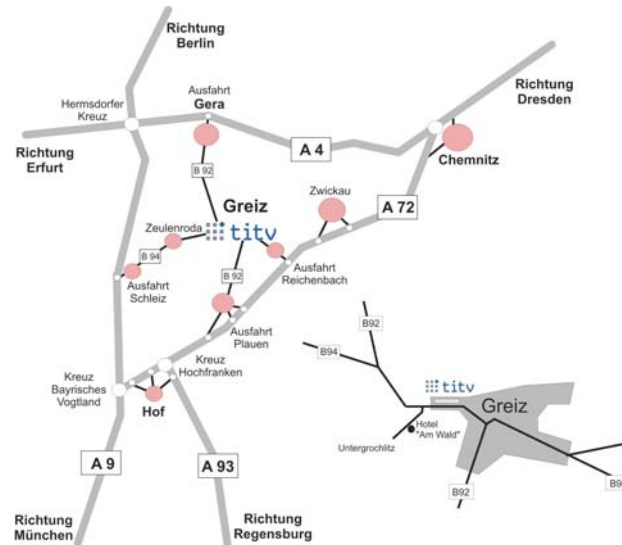 Richtung
Berlin
Ausfahrt
Gera
Hermsdorfer
Kreuz
Richtung
Dresden
Richtung
Erfurt
A 4
Chemnitz
B 92
Zwickau
A 72
Greiz
titv
Zeulenroda
B 94
Ausfahrt
Reichenbach
B 92
Ausfahrt
Schleiz
Ausfahrt
Plauen
Kreuz
Hochfranken
Kreuz
Bayrisches
Vogtland
Hof
A 9
A 93
Richtung
München
Richtung
Regensburg
B92
B94
titv
Greiz
Hotel
"Am Wald"
Untergrochlitz
B92